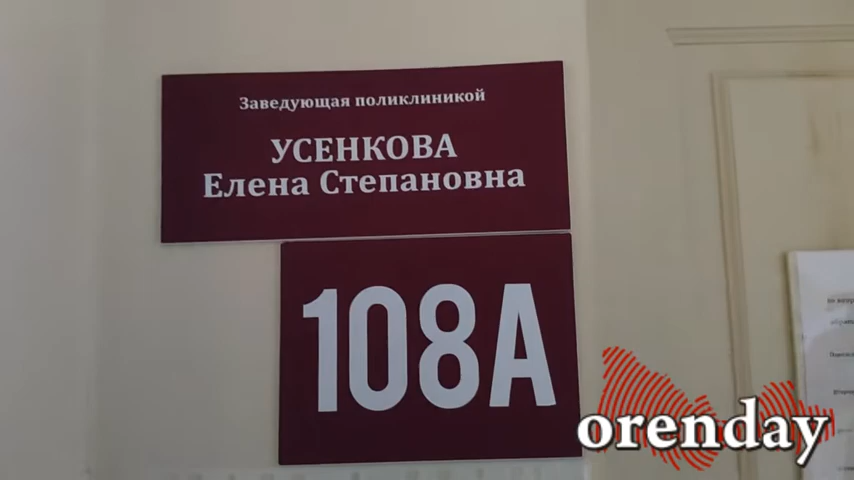 Заведующая поликлиникой
УСЕНКОВА
Елена Степановна
108А
orenday